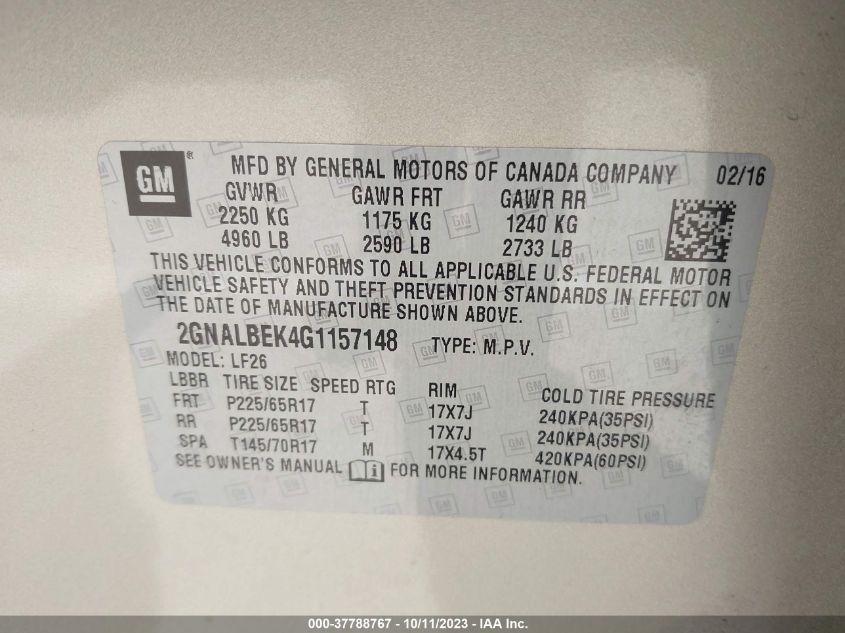 GM ® MFD BY GENERAL MOTORS OF CANADA COMPANY 02/16
GVWR GAWR FRT GAWR RR
2250 KG 1175 KG 1240 KG
4960 LB 2590 LB 2733 LB
THIS VEHICLE CONFORMS TO ALL APPLICABLE U.S. FEDERAL MOTOR
VEHICLE SAFETY AND THEFT PREVENTION STANDARDS IN EFFECT ON
THE DATE OF MANUFACTURE SHOWN ABOVE.
2GNALBEK4G1157148 TYPE: M.P.V.
MODEL: LF26
LBBR TIRE SIZE SPEED RTG RIM COLD TIRE PRESSURE
FRT P225/65R17 T 17X7J 240KPA(35PSI)
RR P225/65R17 T 17X7J 240KPA(35PSI)
SPA T145/70R17 M 17X4.5T 420KPA(60PSI)
SEE OWNER'S MANUAL FOR MORE INFORMATION.
000-37788767 - 10/11/2023 - IAA Inc.